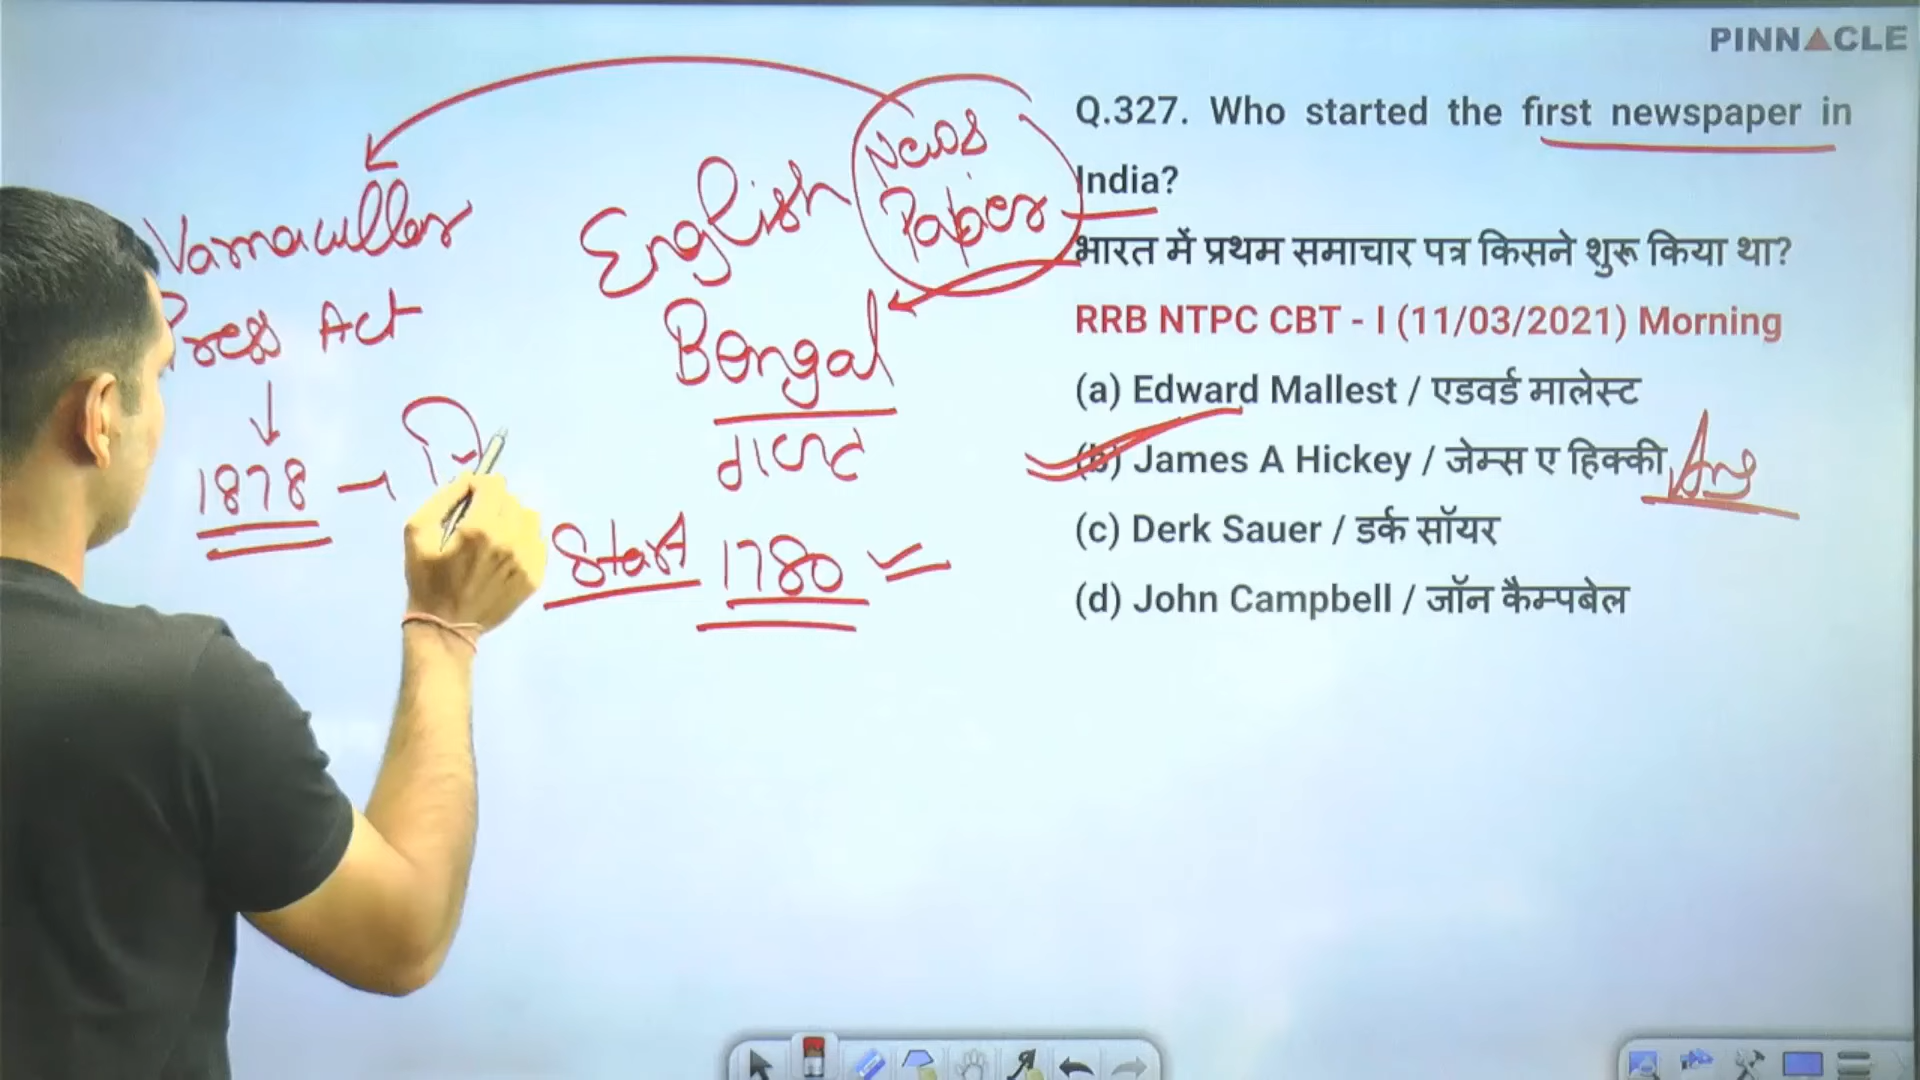 PINNACLE
Q.327. Who started the first newspaper in
India?
भारत में प्रथम समाचार पत्र किसने शुरू किया था?
RRB NTPC CBT - I (11/03/2021) Morning
(a) Edward Mallest / एडवर्ड मालेस्ट
(b) James A Hickey / जेम्स ए हिक्की
Ans
(c) Derk Sauer / डर्क सॉयर
(d) John Campbell / जॉन कैम्पबेल
English
News
Paper
Bengal
गजट
Start 1780
Varnacullar
Press Act
1878